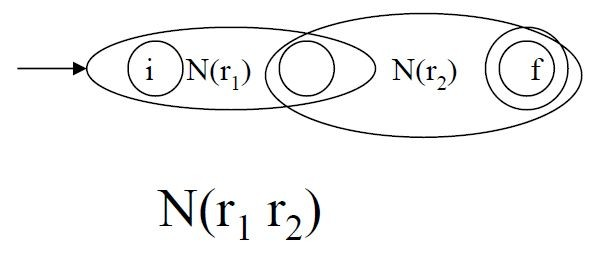 i N(r₁) N(r₂) f
N(r₁ r₂)